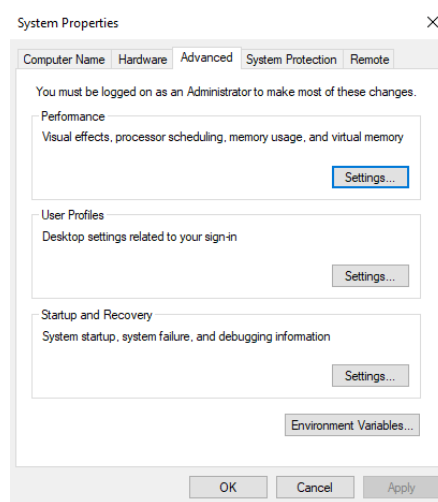 System Properties
Computer Name Hardware Advanced System Protection Remote
You must be logged on as an Administrator to make most of these changes.
Performance
Visual effects, processor scheduling, memory usage, and virtual memory
Settings...
User Profiles
Desktop settings related to your sign-in
Settings...
Startup and Recovery
System startup, system failure, and debugging information
Settings...
Environment Variables...
OK Cancel Apply